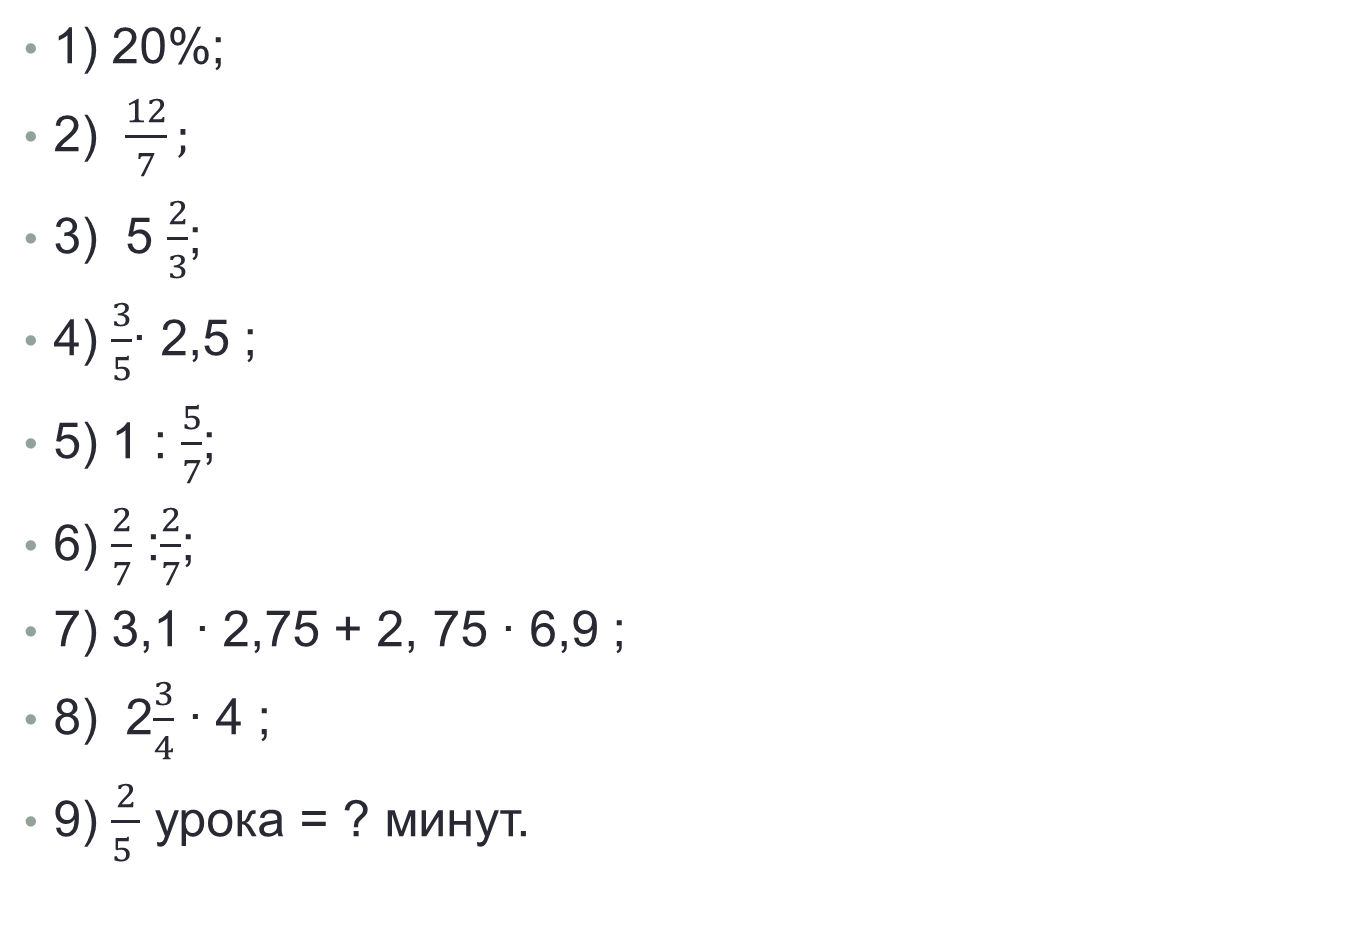 • 1) 20%;
• 2) 12/7 ;
• 3) 5 2/3;
• 4) 3/5· 2,5 ;
• 5) 1 : 5/7;
• 6) 2/7 :2/7;
• 7) 3,1 · 2,75 + 2, 75 · 6,9 ;
• 8) 2 3/4 · 4 ;
• 9) 2/5 урока = ? минут.